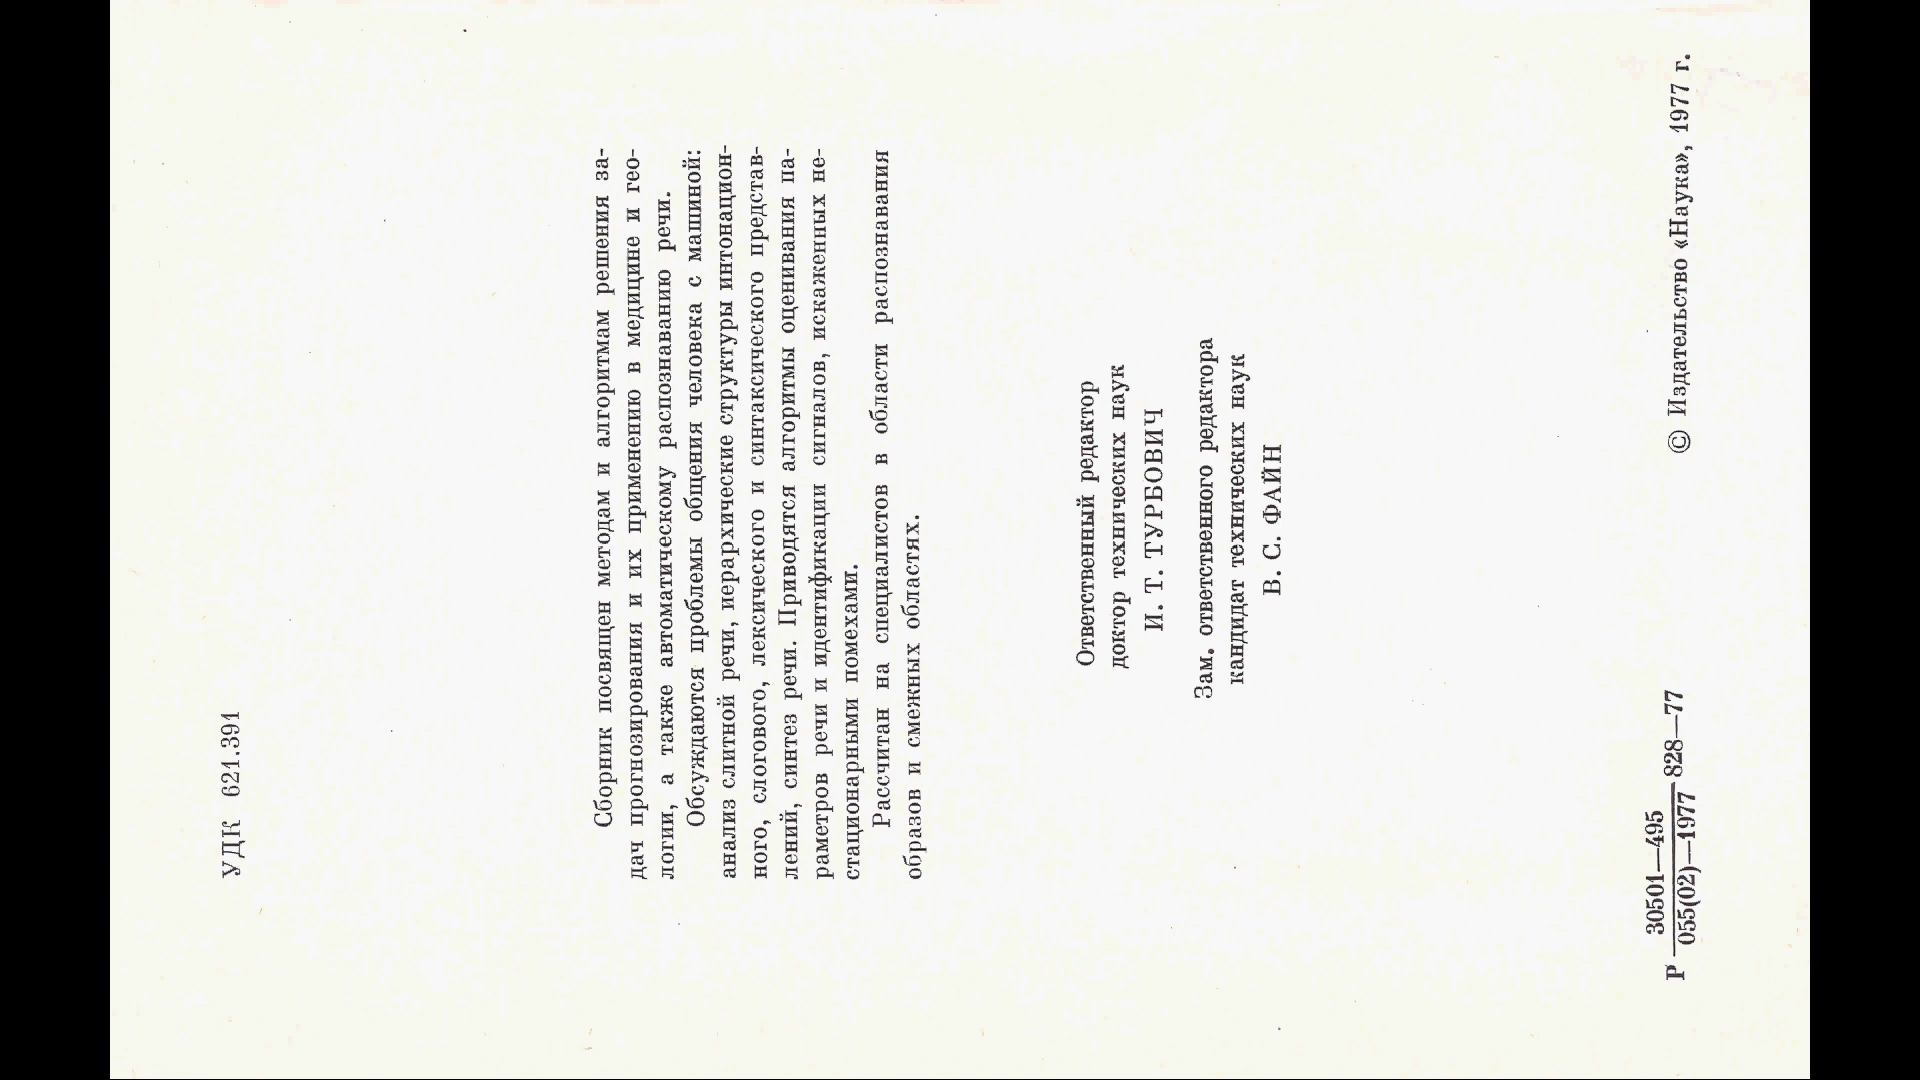 УДК 621.391
Сборник посвящен методам и алгоритмам решения за-
дач прогнозирования и их применению в медицине и гео-
логии, а также автоматическому распознаванию речи.
Обсуждаются проблемы общения человека с машиной:
анализ слитной речи, иерархические структуры интонацион-
ного, слогового, лексического и синтаксического представ-
лений, синтез речи. Приводятся алгоритмы оценивания па-
раметров речи и идентификации сигналов, искаженных не-
стационарными помехами.
Рассчитан на специалистов в области распознавания
образов и смежных областях.
Ответственный редактор
доктор технических наук
И. Т. ТУРБОВИЧ
Зам. ответственного редактора
кандидат технических наук
В. С. ФАЙН
30501—495
Р 828—77
055(02)—1977
© Издательство «Наука», 1977 г.